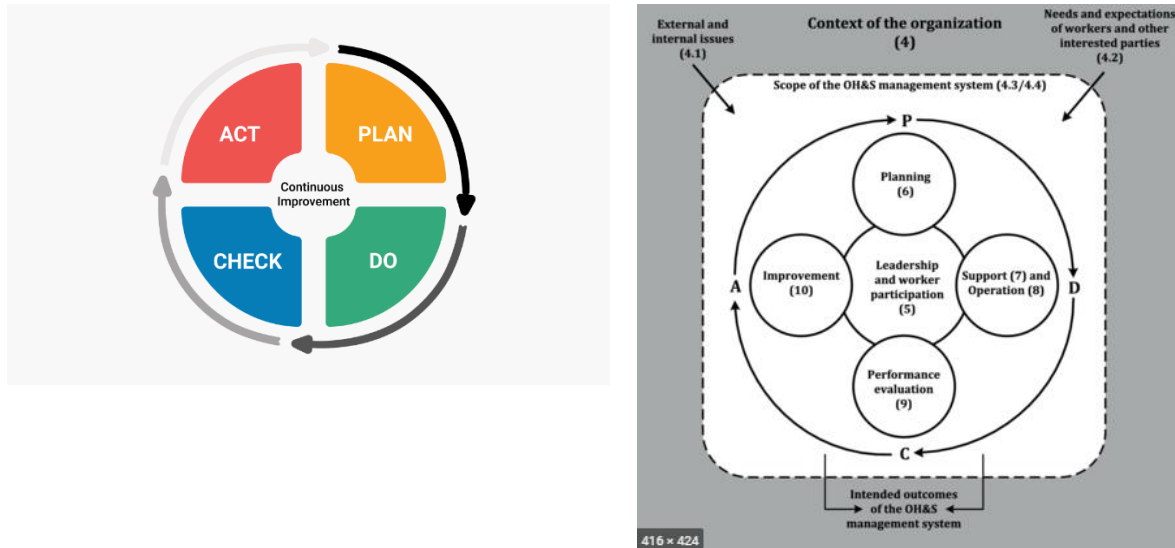 ACT
PLAN
Continuous
Improvement
CHECK
DO
External and
internal issues
(4.1)
Context of the organization
(4)
Needs and expectations
of workers and other
interested parties
(4.2)
Scope of the OH&S management system (4.3/4.4)
P
Planning
(6)
A
Improvement
(10)
Leadership
and worker
participation
(5)
Support (7) and
Operation (8)
D
Performance
evaluation
(9)
C
Intended outcomes
of the OH&S
management system
416 × 424